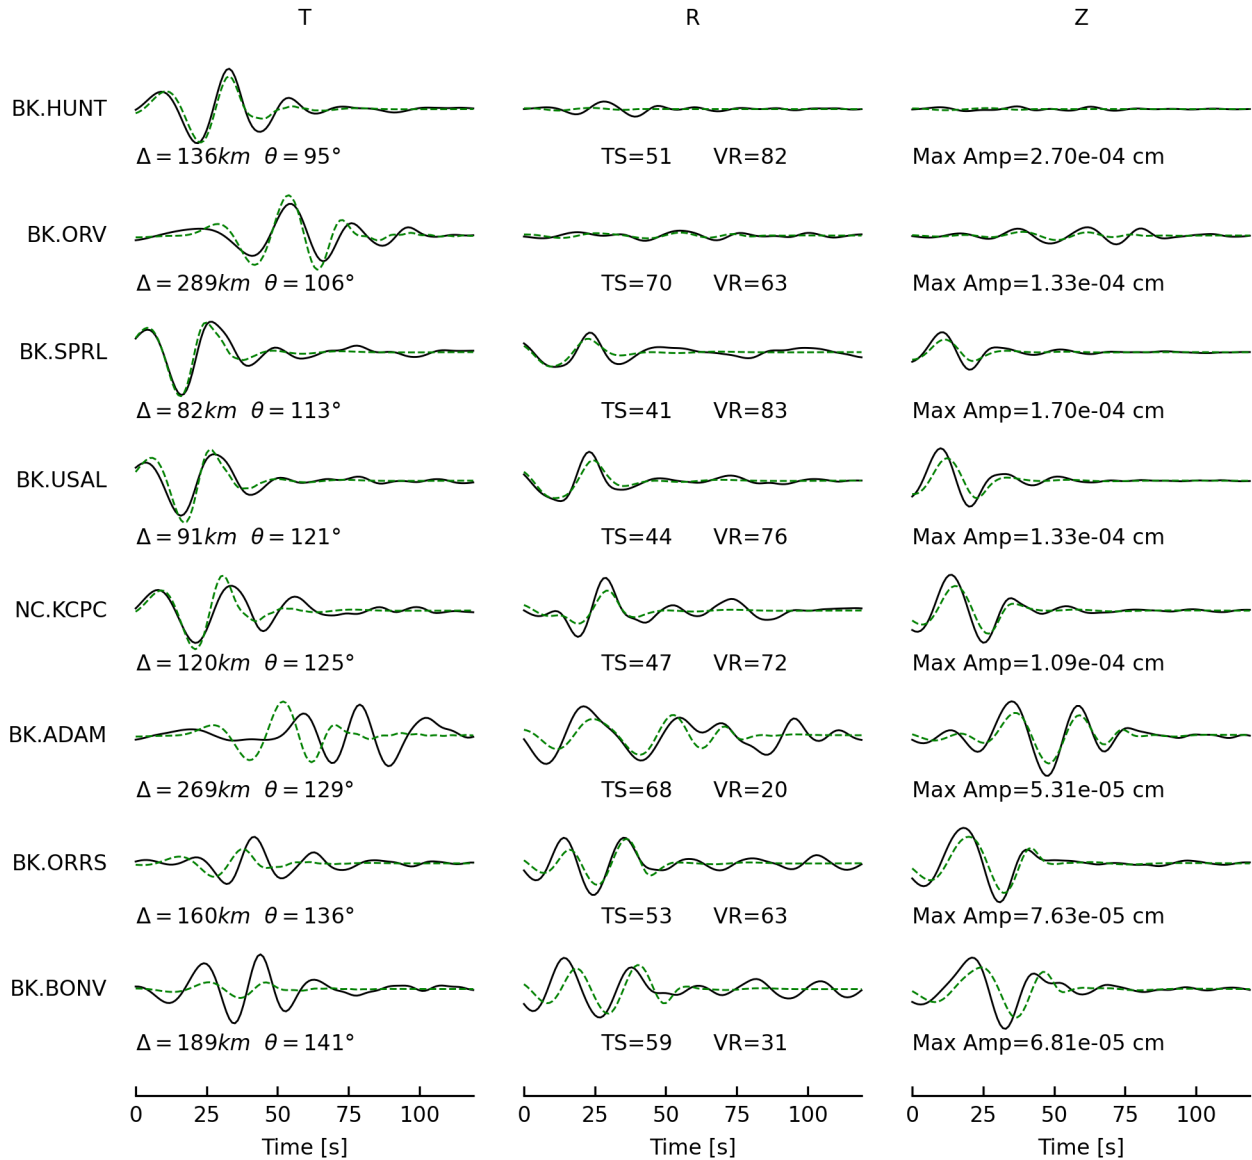 T R Z
BK.HUNT
Δ = 136km θ = 95° TS=51 VR=82 Max Amp=2.70e-04 cm
BK.ORV
Δ = 289km θ = 106° TS=70 VR=63 Max Amp=1.33e-04 cm
BK.SPRL
Δ = 82km θ = 113° TS=41 VR=83 Max Amp=1.70e-04 cm
BK.USAL
Δ = 91km θ = 121° TS=44 VR=76 Max Amp=1.33e-04 cm
NC.KCPC
Δ = 120km θ = 125° TS=47 VR=72 Max Amp=1.09e-04 cm
BK.ADAM
Δ = 269km θ = 129° TS=68 VR=20 Max Amp=5.31e-05 cm
BK.ORRS
Δ = 160km θ = 136° TS=53 VR=63 Max Amp=7.63e-05 cm
BK.BONV
Δ = 189km θ = 141° TS=59 VR=31 Max Amp=6.81e-05 cm
0 25 50 75 100 0 25 50 75 100 0 25 50 75 100
Time [s] Time [s] Time [s]